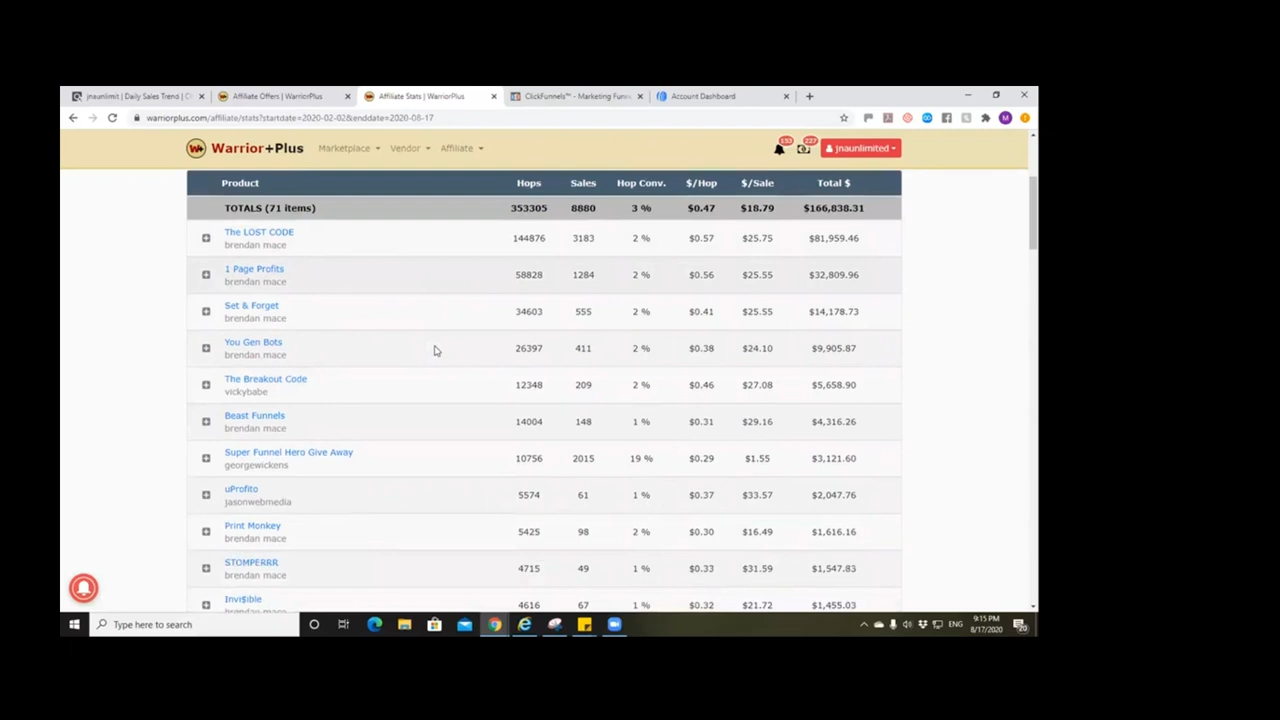 jnaunlimit | Daily Sales Trend | C
Affiliate Offers | WarriorPlus
Affiliate Stats | WarriorPlus
ClickFunnels™ - Marketing Funn
Account Dashboard
warriorplus.com/affiliate/stats?startdate=2020-02-02&enddate=2020-08-17
M
W+ Warrior+Plus Marketplace Vendor Affiliate 193 227 jnaunlimited
Product Hops Sales Hop Conv. $/Hop $/Sale Total $
TOTALS (71 items) 353305 8880 3 % $0.47 $18.79 $166,838.31
The LOST CODE
brendan mace 144876 3183 2 % $0.57 $25.75 $81,959.46
1 Page Profits
brendan mace 58828 1284 2 % $0.56 $25.55 $32,809.96
Set & Forget
brendan mace 34603 555 2 % $0.41 $25.55 $14,178.73
You Gen Bots
brendan mace 26397 411 2 % $0.38 $24.10 $9,905.87
The Breakout Code
vickybabe 12348 209 2 % $0.46 $27.08 $5,658.90
Beast Funnels
brendan mace 14004 148 1 % $0.31 $29.16 $4,316.26
Super Funnel Hero Give Away
georgewickens 10756 2015 19 % $0.29 $1.55 $3,121.60
uProfito
jasonwebmedia 5574 61 1 % $0.37 $33.57 $2,047.76
Print Monkey
brendan mace 5425 98 2 % $0.30 $16.49 $1,616.16
STOMPERRR
brendan mace 4715 49 1 % $0.33 $31.59 $1,547.83
Invi$ible
brendan mace 4616 67 1 % $0.32 $21.72 $1,455.03
Type here to search
ENG
9:15 PM
8/17/2020
20